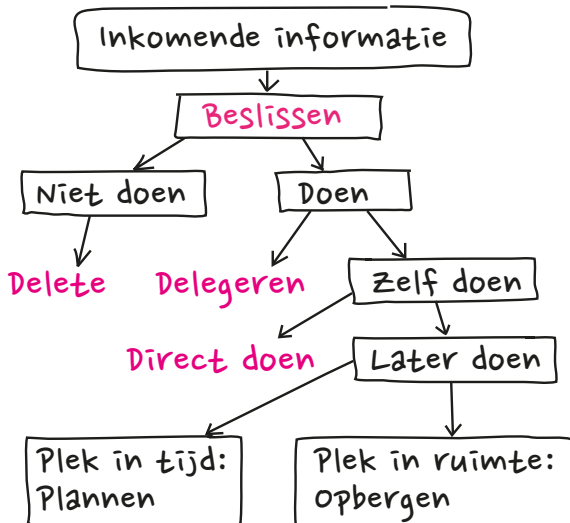 Inkomende informatie
Beslissen
Niet doen
Doen
Delete
Delegeren
Zelf doen
Direct doen
Later doen
Plek in tijd:
Plannen
Plek in ruimte:
Opbergen